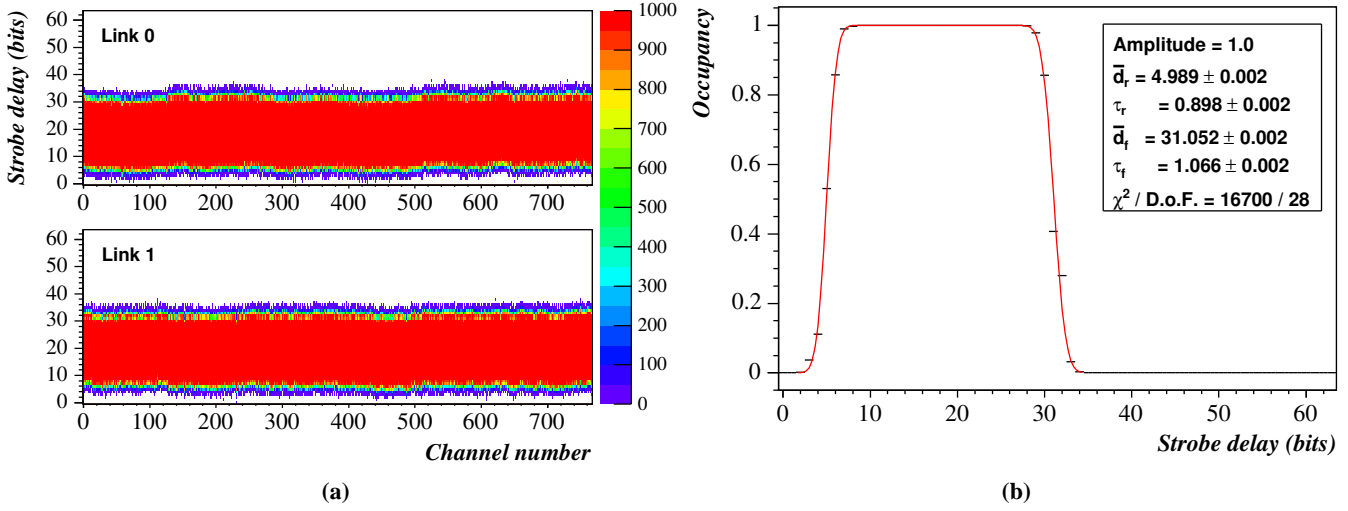 Strobe delay (bits)
Link 0
60
50
40
30
20
10
0
0 100 200 300 400 500 600 700
Link 1
60
50
40
30
20
10
0
0 100 200 300 400 500 600 700
Channel number
1000
900
800
700
600
500
400
300
200
100
0
(a)
Occupancy
1
0.8
0.6
0.4
0.2
0
0 10 20 30 40 50 60
Strobe delay (bits)
Amplitude = 1.0
d̅r = 4.989 ± 0.002
τr = 0.898 ± 0.002
d̅f = 31.052 ± 0.002
τf = 1.066 ± 0.002
χ² / D.o.F. = 16700 / 28
(b)